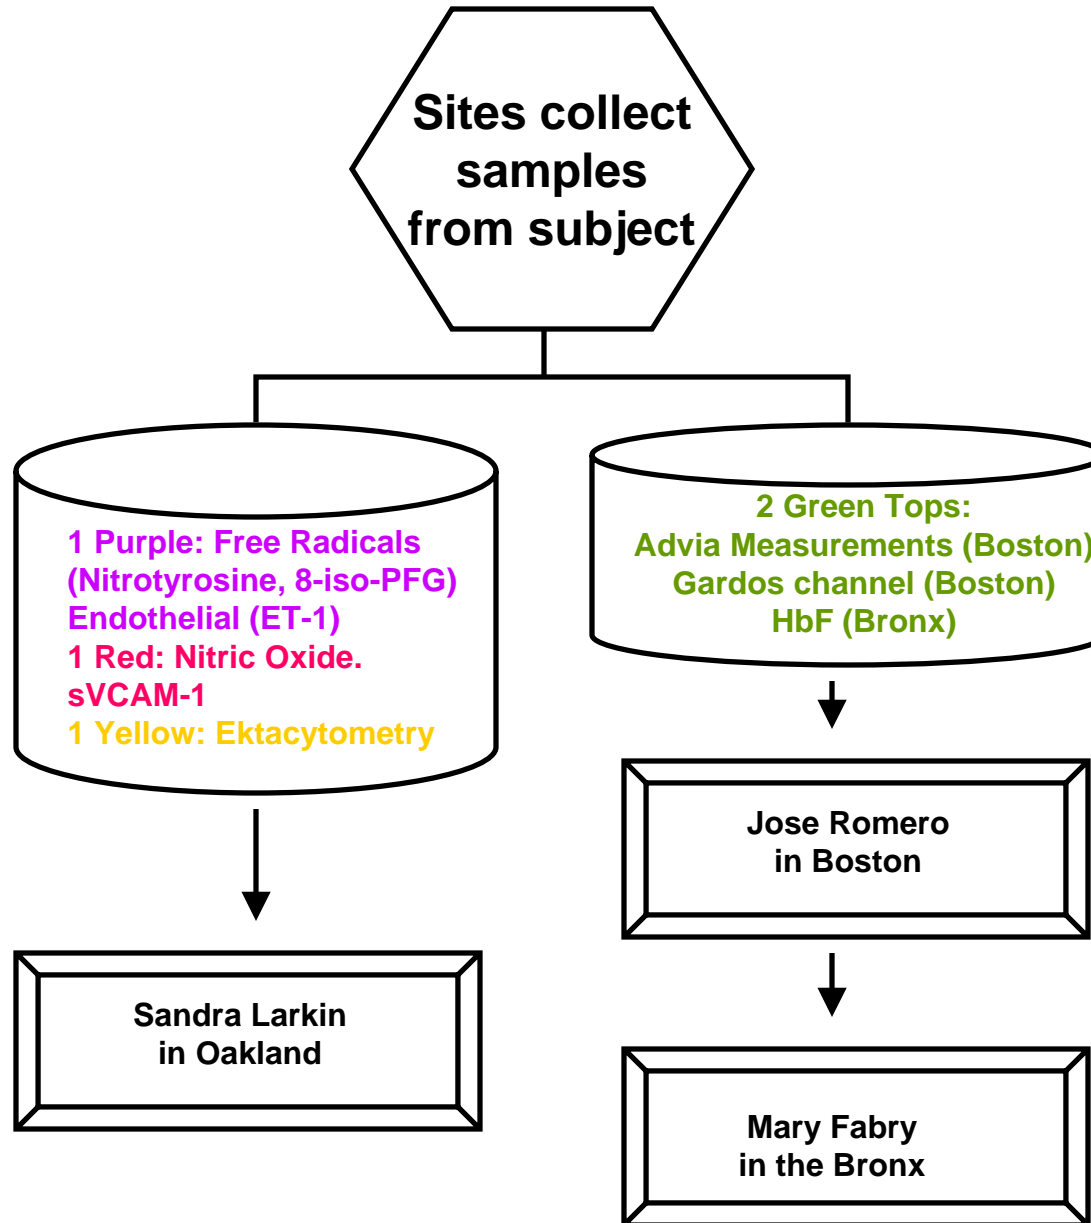 Sites collect
samples
from subject
1 Purple: Free Radicals
(Nitrotyrosine, 8-iso-PFG)
Endothelial (ET-1)
1 Red: Nitric Oxide.
sVCAM-1
1 Yellow: Ektacytometry
2 Green Tops:
Advia Measurements (Boston)
Gardos channel (Boston)
HbF (Bronx)
Jose Romero
in Boston
Sandra Larkin
in Oakland
Mary Fabry
in the Bronx